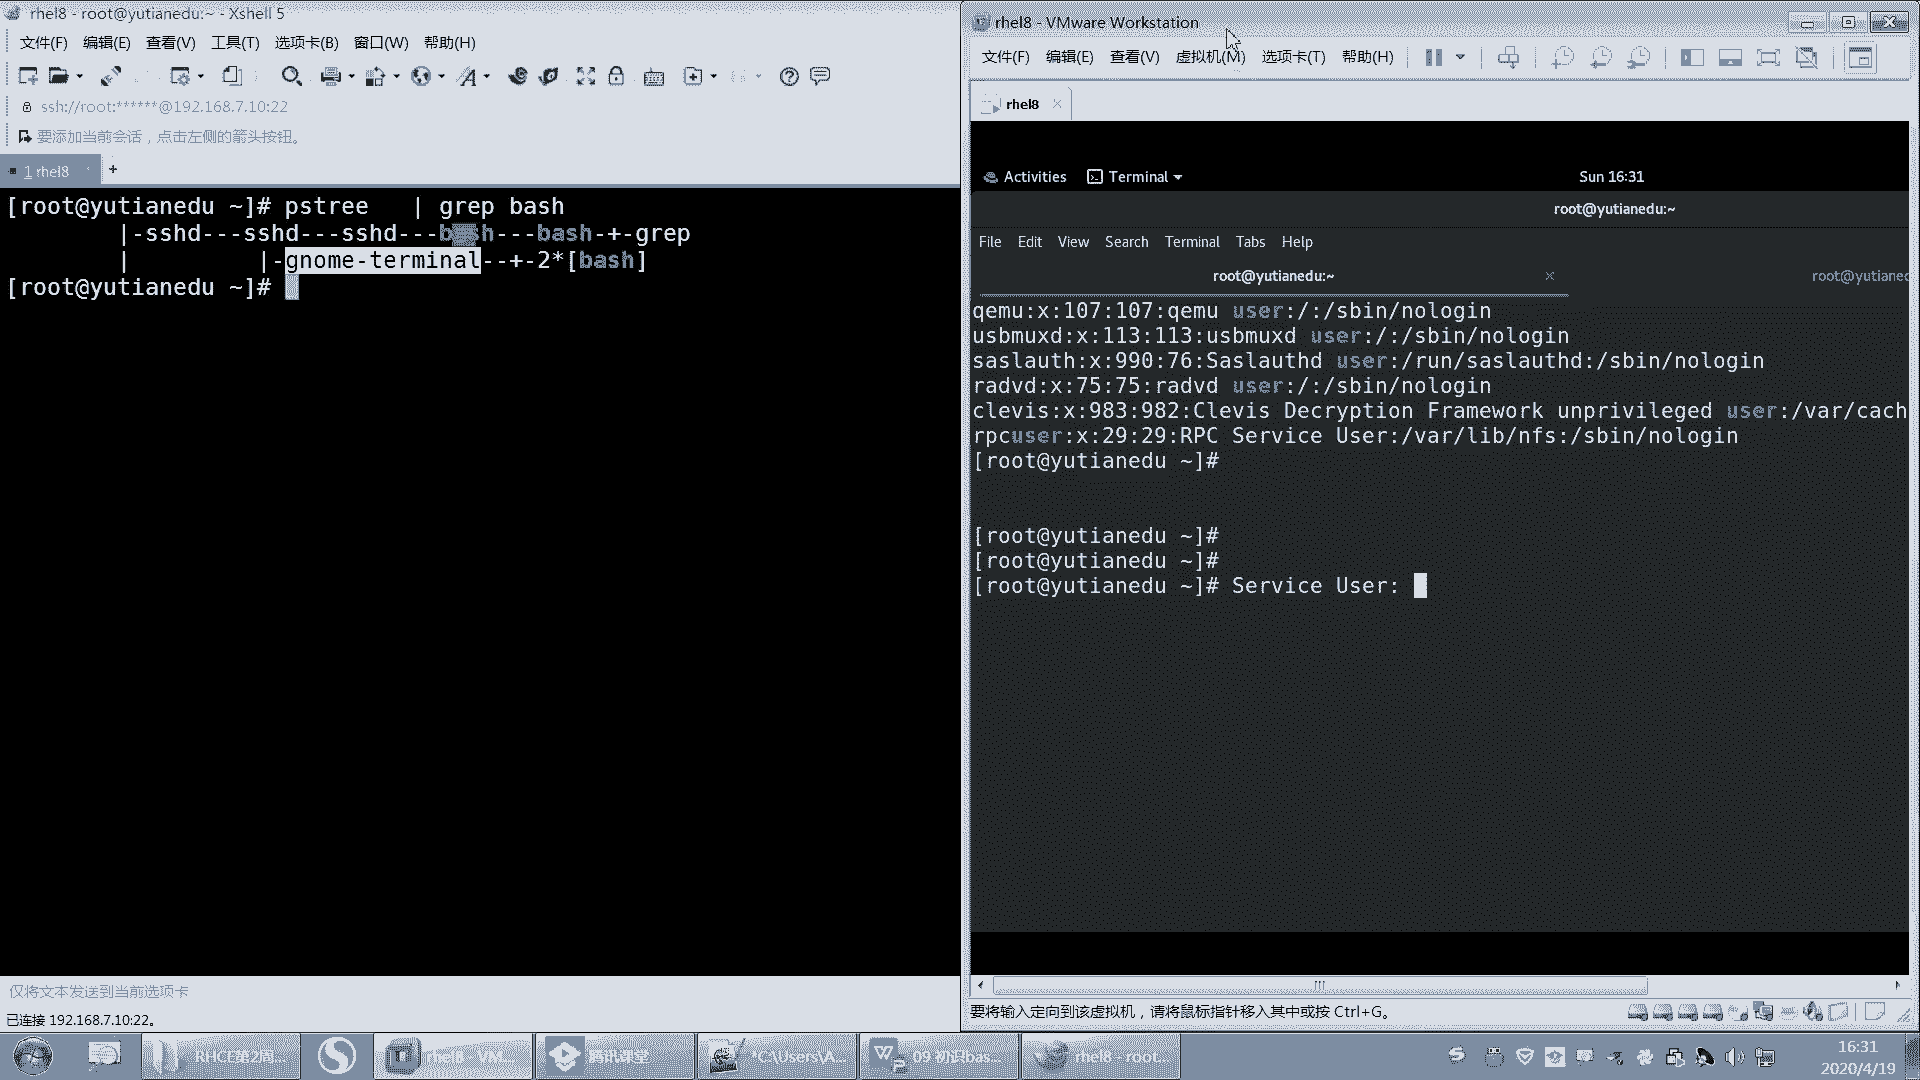 rhel8 - root@yutianedu:~ - Xshell 5
文件(F) 编辑(E) 查看(V) 工具(T) 选项卡(B) 窗口(W) 帮助(H)
ssh://root:******@192.168.7.10:22
要添加当前会话，点击左侧的箭头按钮。
1 rhel8
[root@yutianedu ~]# pstree   | grep bash
|-sshd---sshd---sshd---bash---bash-+-grep
|          |-gnome-terminal--+-2*[bash]
[root@yutianedu ~]#
仅将文本发送到当前选项卡
已连接 192.168.7.10:22。
rhel8 - VMware Workstation
文件(F) 编辑(E) 查看(V) 虚拟机(M) 选项卡(T) 帮助(H)
rhel8
Activities Terminal Sun 16:31
root@yutianedu:~
File Edit View Search Terminal Tabs Help
root@yutianedu:~ root@yutianed
qemu:x:107:107:qemu user:/:/sbin/nologin
usbmuxd:x:113:113:usbmuxd user:/:/sbin/nologin
saslauth:x:990:76:Saslauthd user:/run/saslauthd:/sbin/nologin
radvd:x:75:75:radvd user:/:/sbin/nologin
clevis:x:983:982:Clevis Decryption Framework unprivileged user:/var/cach
rpcuser:x:29:29:RPC Service User:/var/lib/nfs:/sbin/nologin
[root@yutianedu ~]#
[root@yutianedu ~]#
[root@yutianedu ~]#
[root@yutianedu ~]# Service User:
要将输入定向到该虚拟机，请将鼠标指针移入其中或按 Ctrl+G。
RHCE第2周... rhel8 - VM... 腾讯课堂 *C:\Users\A... 09 初识bas... rhel8 - root...
16:31
2020/4/19